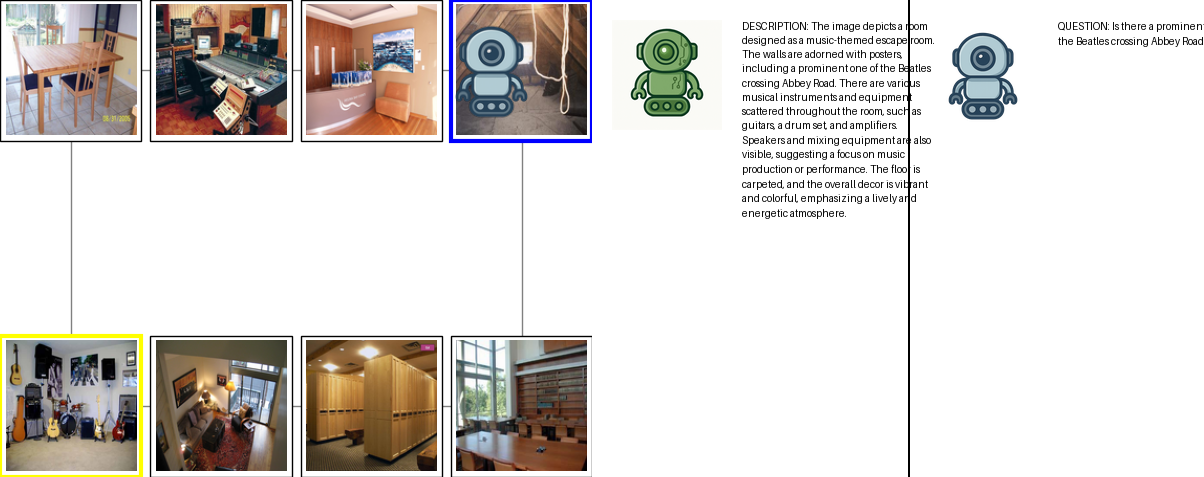 DESCRIPTION: The image depicts a room
designed as a music-themed escape room.
The walls are adorned with posters,
including a prominent one of the Beatles
crossing Abbey Road. There are various
musical instruments and equipment
scattered throughout the room, such as
guitars, a drum set, and amplifiers.
Speakers and mixing equipment are also
visible, suggesting a focus on music
production or performance. The floor is
carpeted, and the overall decor is vibrant
and colorful, emphasizing a lively and
energetic atmosphere.
QUESTION: Is there a prominen
the Beatles crossing Abbey Road